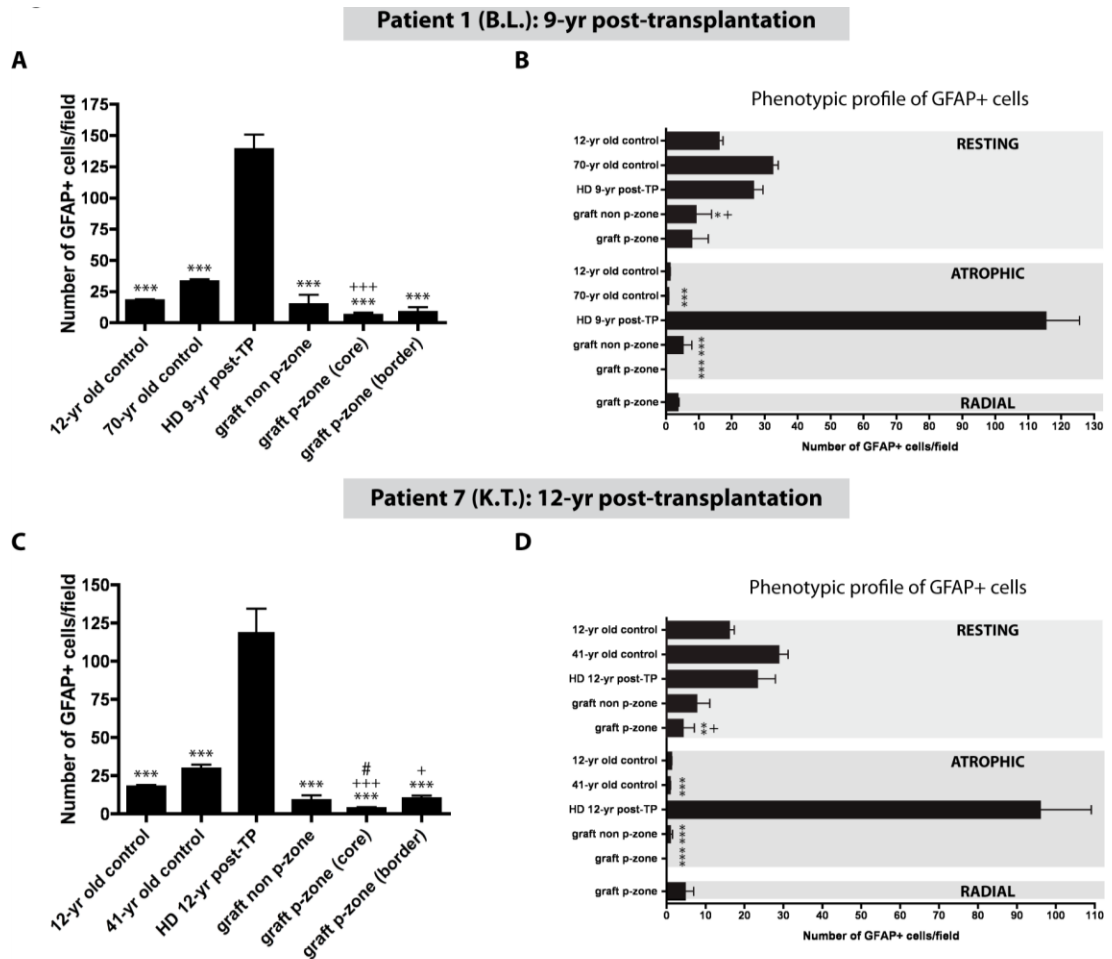 Patient 1 (B.L.): 9-yr post-transplantation
A
Number of GFAP+ cells/field
175
150
125
100
75
50
25
0
***
***
***
+++
***
***
12-yr old control
70-yr old control
HD 9-yr post-TP
graft non p-zone
graft p-zone (core)
graft p-zone (border)
B
Phenotypic profile of GFAP+ cells
RESTING
12-yr old control
70-yr old control
HD 9-yr post-TP
graft non p-zone
* +
graft p-zone
ATROPHIC
12-yr old control
70-yr old control
***
HD 9-yr post-TP
graft non p-zone
***
graft p-zone
***
RADIAL
graft p-zone
0 10 20 30 40 50 60 70 80 90 100 110 120 130
Number of GFAP+ cells/field
Patient 7 (K.T.): 12-yr post-transplantation
C
Number of GFAP+ cells/field
150
125
100
75
50
25
0
***
***
***
#
+++
***
+
***
12-yr old control
41-yr old control
HD 12-yr post-TP
graft non p-zone
graft p-zone (core)
graft p-zone (border)
D
Phenotypic profile of GFAP+ cells
RESTING
12-yr old control
41-yr old control
HD 12-yr post-TP
graft non p-zone
graft p-zone
** +
ATROPHIC
12-yr old control
41-yr old control
***
HD 12-yr post-TP
graft non p-zone
***
graft p-zone
***
RADIAL
graft p-zone
0 10 20 30 40 50 60 70 80 90 100 110
Number of GFAP+ cells/field